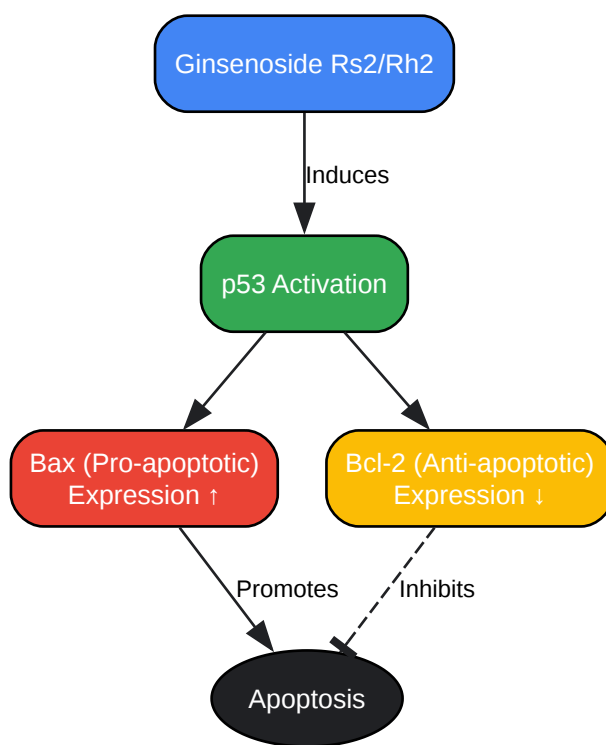 Ginsenoside Rs2/Rh2
Induces
p53 Activation
Bax (Pro-apoptotic)
Expression ↑
Bcl-2 (Anti-apoptotic)
Expression ↓
Promotes
Inhibits
Apoptosis